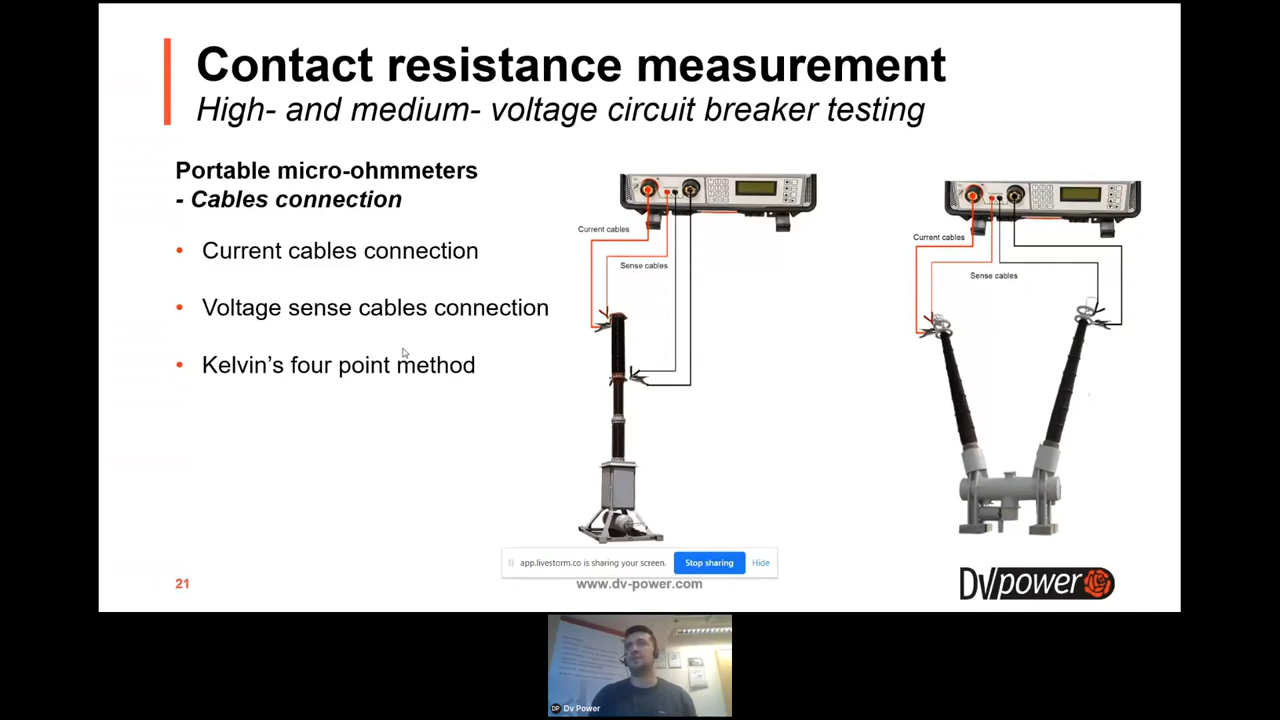 Contact resistance measurement
High- and medium- voltage circuit breaker testing
Portable micro-ohmmeters
- Cables connection
• Current cables connection
• Voltage sense cables connection
• Kelvin’s four point method
Current cables
Sense cables
Current cables
Sense cables
app.livestorm.co is sharing your screen.
Stop sharing
Hide
21
www.dv-power.com
DV power
DP
Dv Power